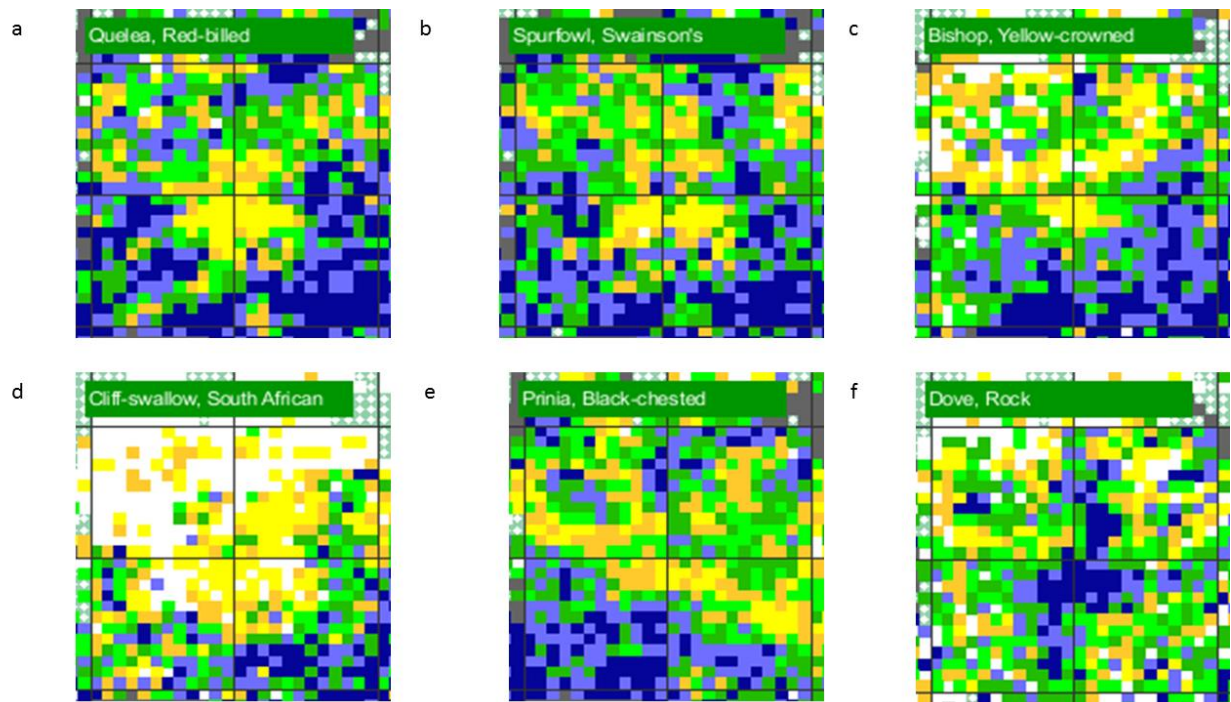 a
Quelea, Red-billed
b
Spurfowl, Swainson's
c
Bishop, Yellow-crowned
d
Cliff-swallow, South African
e
Prinia, Black-chested
f
Dove, Rock